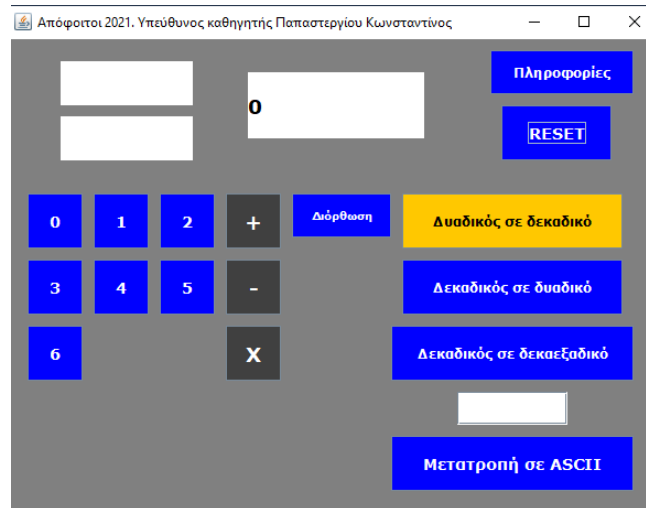 Απόφοιτοι 2021. Υπεύθυνος καθηγητής Παπαστεργίου Κωνσταντίνος
Πληροφορίες
0
RESET
0 1 2 + Διόρθωση Δυαδικός σε δεκαδικό
3 4 5 - Δεκαδικός σε δυαδικό
6 X Δεκαδικός σε δεκαεξαδικό
Μετατροπή σε ASCII